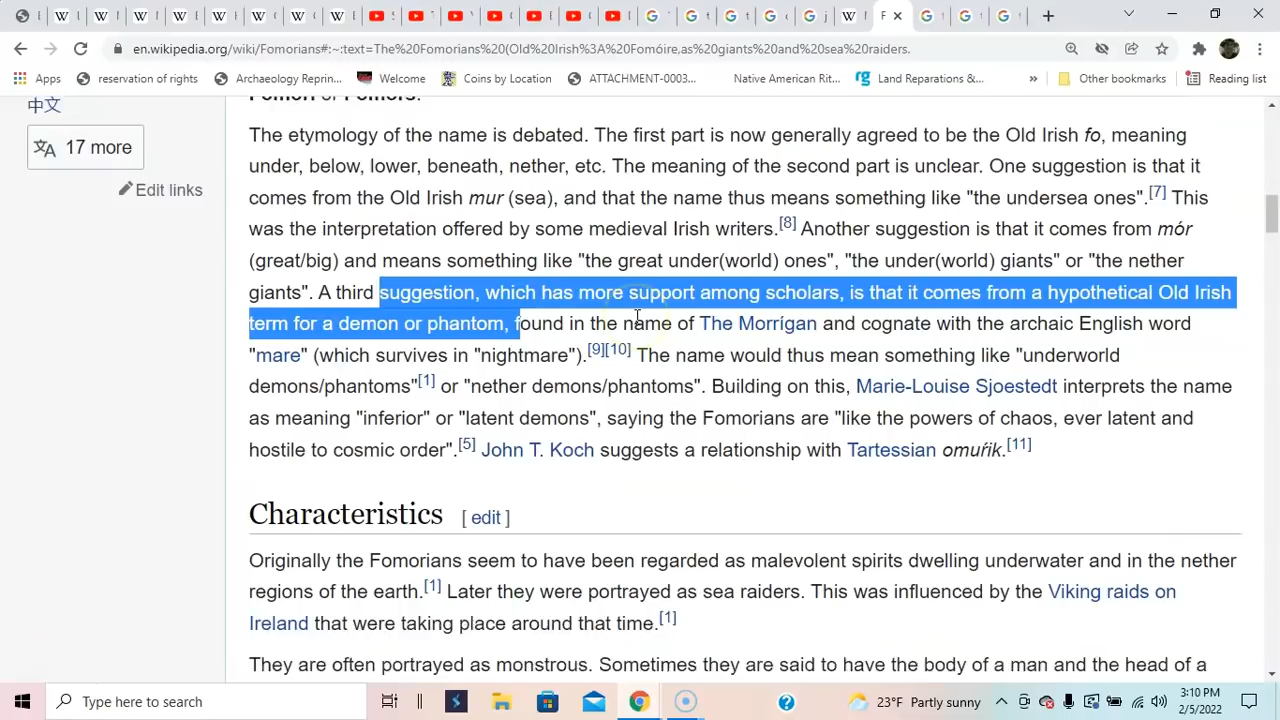 W W W W W W W W S T V C E C D G t t G j W F t t t
en.wikipedia.org/wiki/Fomorians#:~:text=The%20Fomorians%20(Old%20Irish%3A%20Fomóire,as%20giants%20and%20sea%20raiders.
Apps reservation of rights Archaeology Reprin... Welcome Coins by Location ATTACHMENT-0003... Native American Rit... rg Land Reparations &... » Other bookmarks Reading list
Fomori or Fomors.
中文
17 more
Edit links
The etymology of the name is debated. The first part is now generally agreed to be the Old Irish fo, meaning
under, below, lower, beneath, nether, etc. The meaning of the second part is unclear. One suggestion is that it
comes from the Old Irish mur (sea), and that the name thus means something like "the undersea ones".[7] This
was the interpretation offered by some medieval Irish writers.[8] Another suggestion is that it comes from mór
(great/big) and means something like "the great under(world) ones", "the under(world) giants" or "the nether
giants". A third suggestion, which has more support among scholars, is that it comes from a hypothetical Old Irish
term for a demon or phantom, found in the name of The Morrígan and cognate with the archaic English word
"mare" (which survives in "nightmare").[9][10] The name would thus mean something like "underworld
demons/phantoms"[1] or "nether demons/phantoms". Building on this, Marie-Louise Sjoestedt interprets the name
as meaning "inferior" or "latent demons", saying the Fomorians are "like the powers of chaos, ever latent and
hostile to cosmic order".[5] John T. Koch suggests a relationship with Tartessian omuŕik.[11]
Characteristics [ edit ]
Originally the Fomorians seem to have been regarded as malevolent spirits dwelling underwater and in the nether
regions of the earth.[1] Later they were portrayed as sea raiders. This was influenced by the Viking raids on
Ireland that were taking place around that time.[1]
They are often portrayed as monstrous. Sometimes they are said to have the body of a man and the head of a
Type here to search
23°F Partly sunny
3:10 PM
2/5/2022